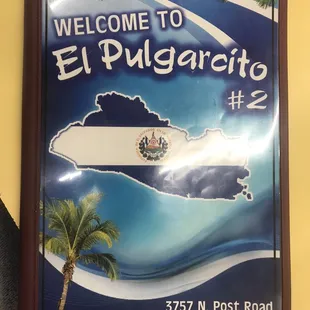 WELCOME TO
El Pulgarcito
#2
3757 N. Post Road